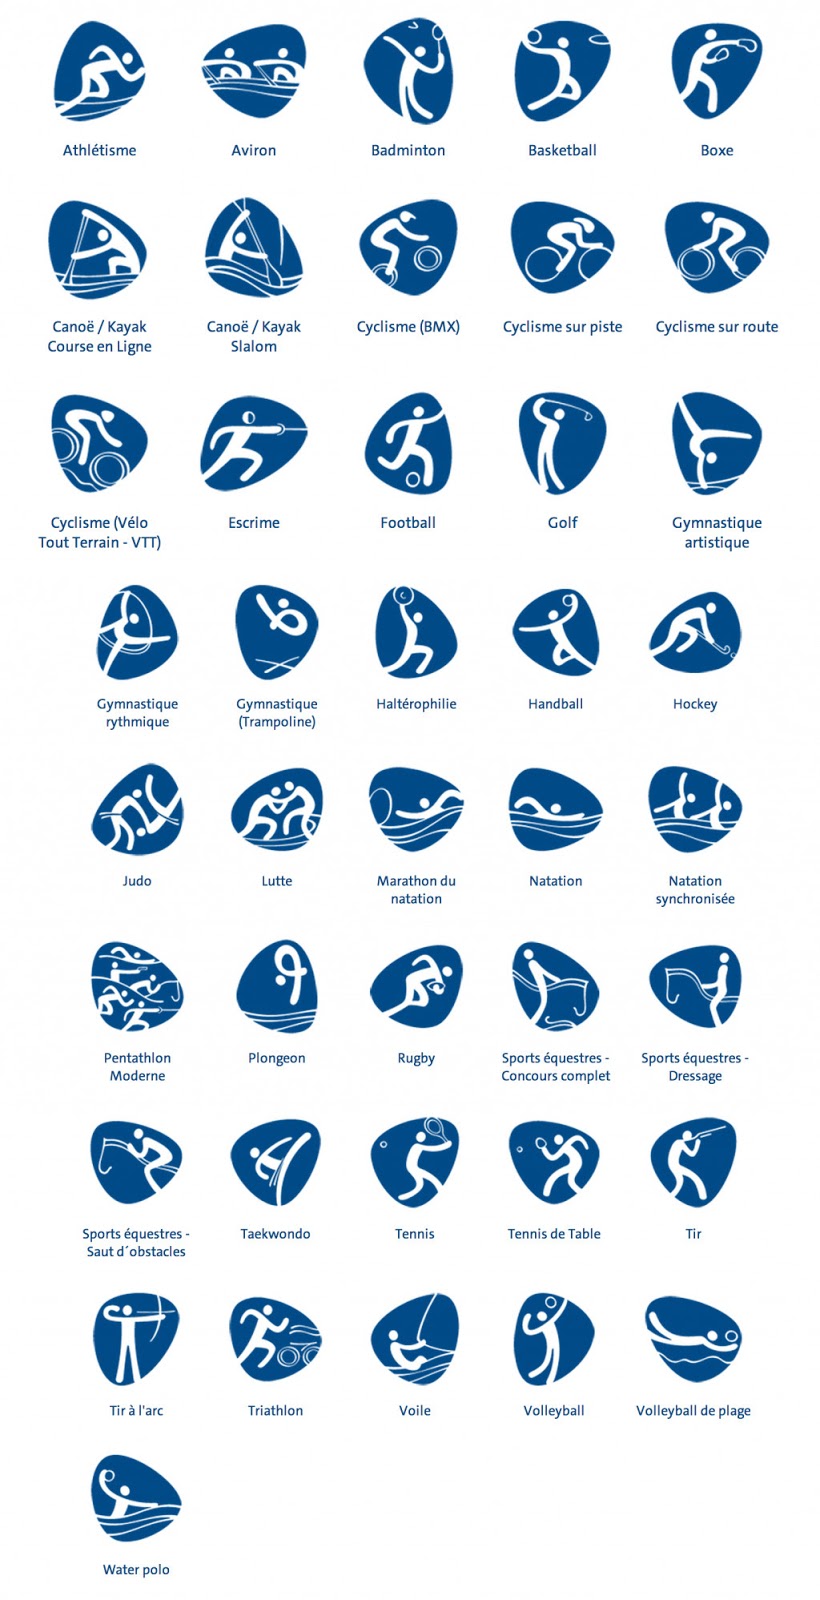 Athlétisme
Aviron
Badminton
Basketball
Boxe
Canoë / Kayak
Course en Ligne
Canoë / Kayak
Slalom
Cyclisme (BMX)
Cyclisme sur piste
Cyclisme sur route
Cyclisme (Vélo
Tout Terrain - VTT)
Escrime
Football
Golf
Gymnastique
artistique
Gymnastique
rythmique
Gymnastique
(Trampoline)
Haltérophilie
Handball
Hockey
Judo
Lutte
Marathon du
natation
Natation
Natation
synchronisée
Pentathlon
Moderne
Plongeon
Rugby
Sports équestres -
Concours complet
Sports équestres -
Dressage
Sports équestres -
Saut d´obstacles
Taekwondo
Tennis
Tennis de Table
Tir
Tir à l'arc
Triathlon
Voile
Volleyball
Volleyball de plage
Water polo